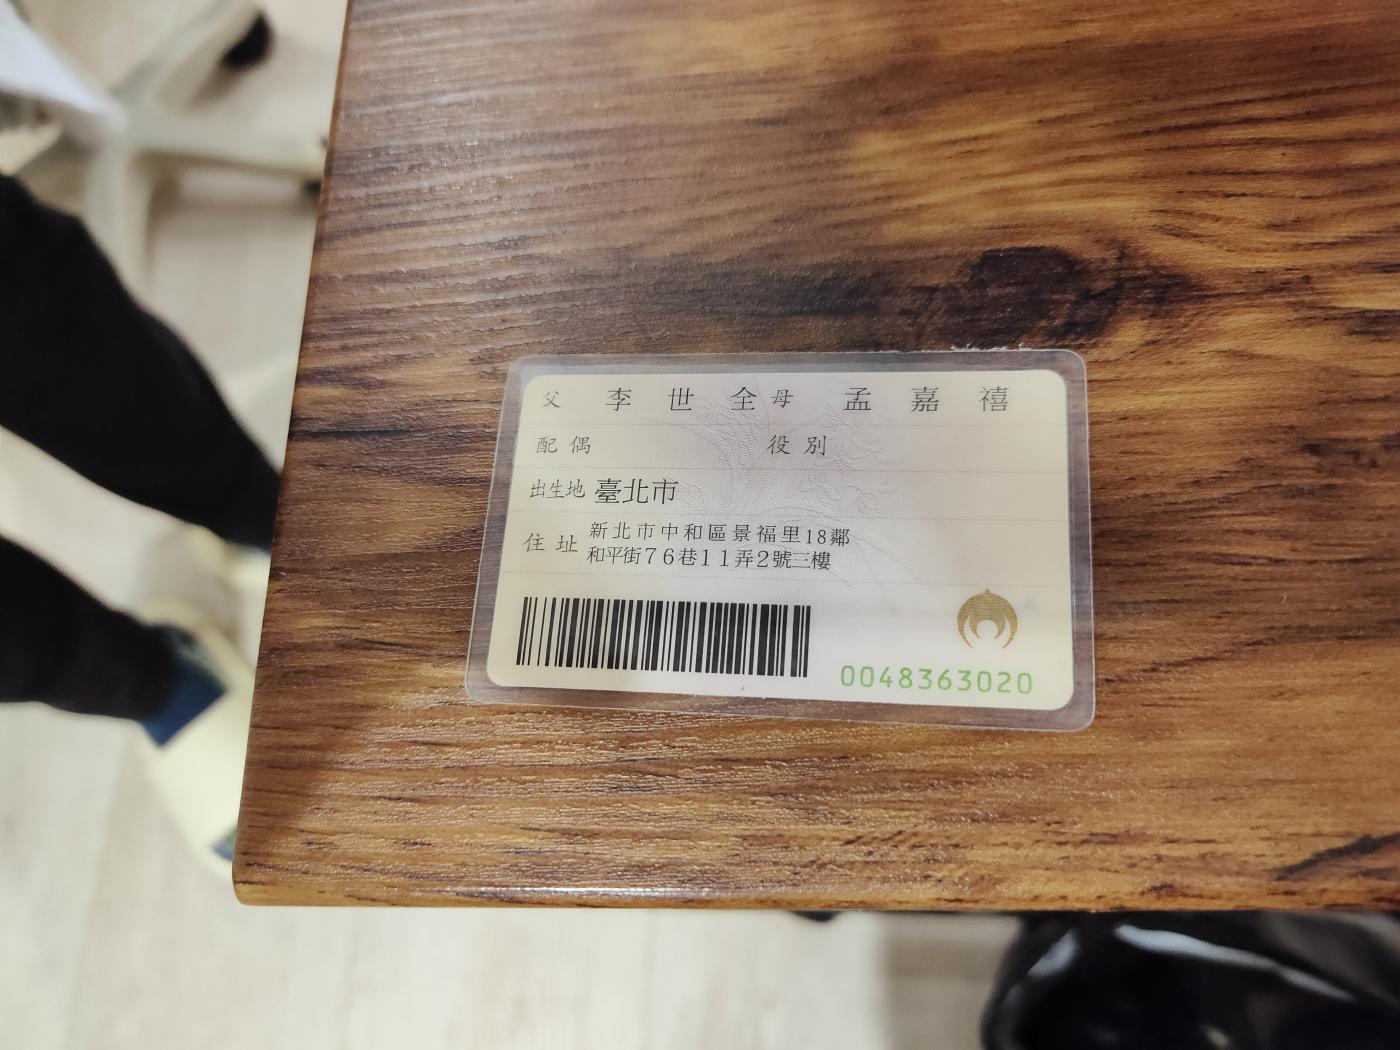 父 李世全 母 孟嘉禧
配偶 役別
出生地 臺北市
住址 新北市中和區景福里18鄰
和平街76巷11弄2號三樓
0048363020